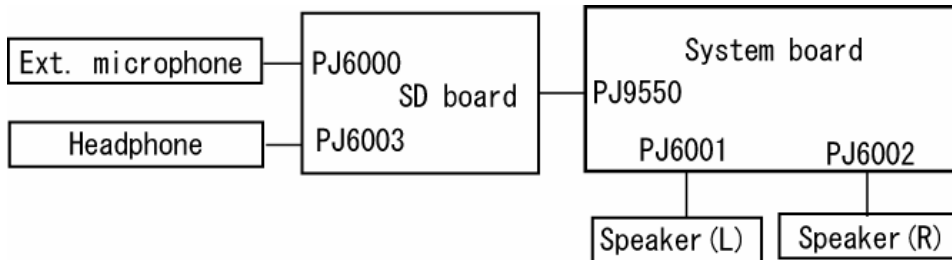 Ext. microphone
Headphone
PJ6000
SD board
PJ6003
System board
PJ9550
PJ6001
PJ6002
Speaker(L)
Speaker(R)